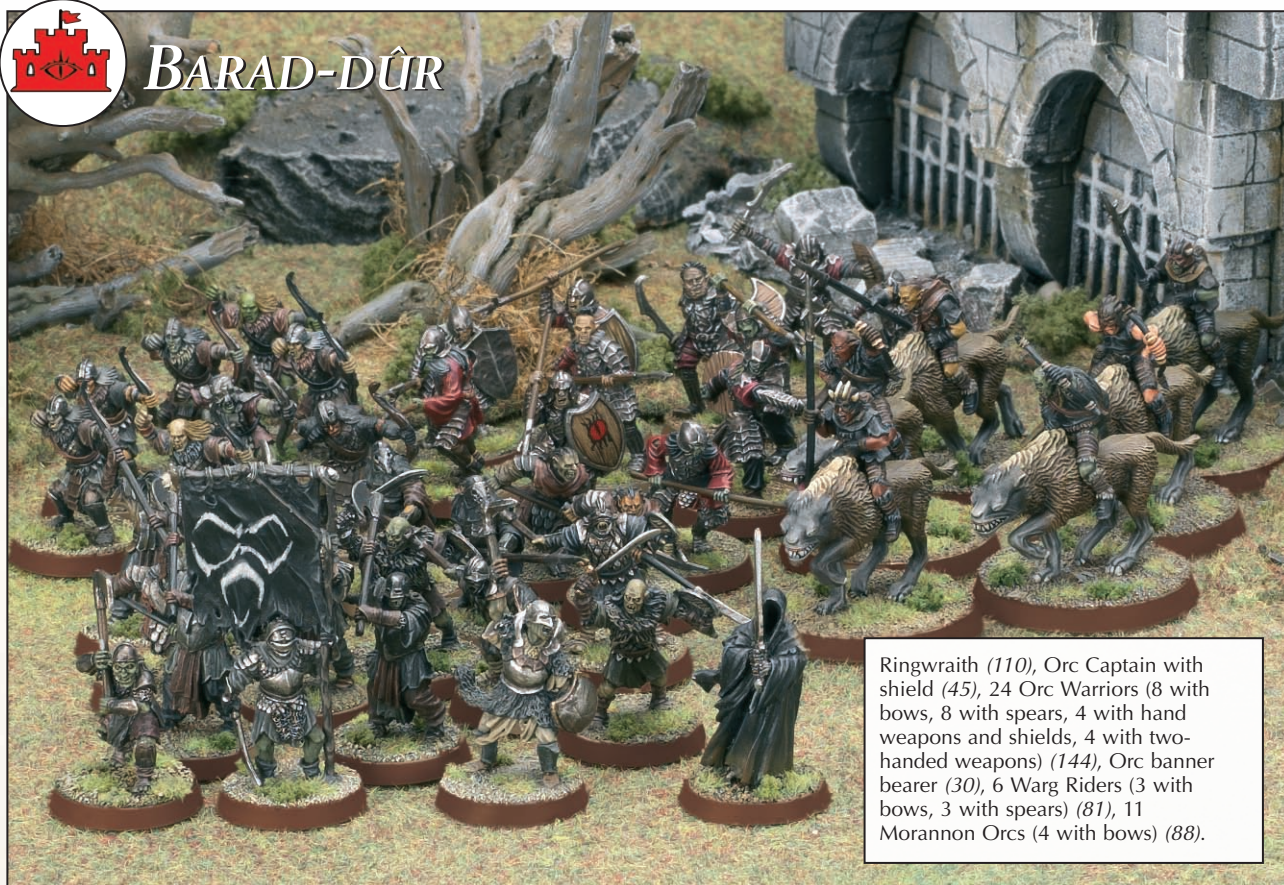 BARAD-DÛR
Ringwraith (110), Orc Captain with
shield (45), 24 Orc Warriors (8 with
bows, 8 with spears, 4 with hand
weapons and shields, 4 with two-
handed weapons) (144), Orc banner
bearer (30), 6 Warg Riders (3 with
bows, 3 with spears) (81), 11
Morannon Orcs (4 with bows) (88).